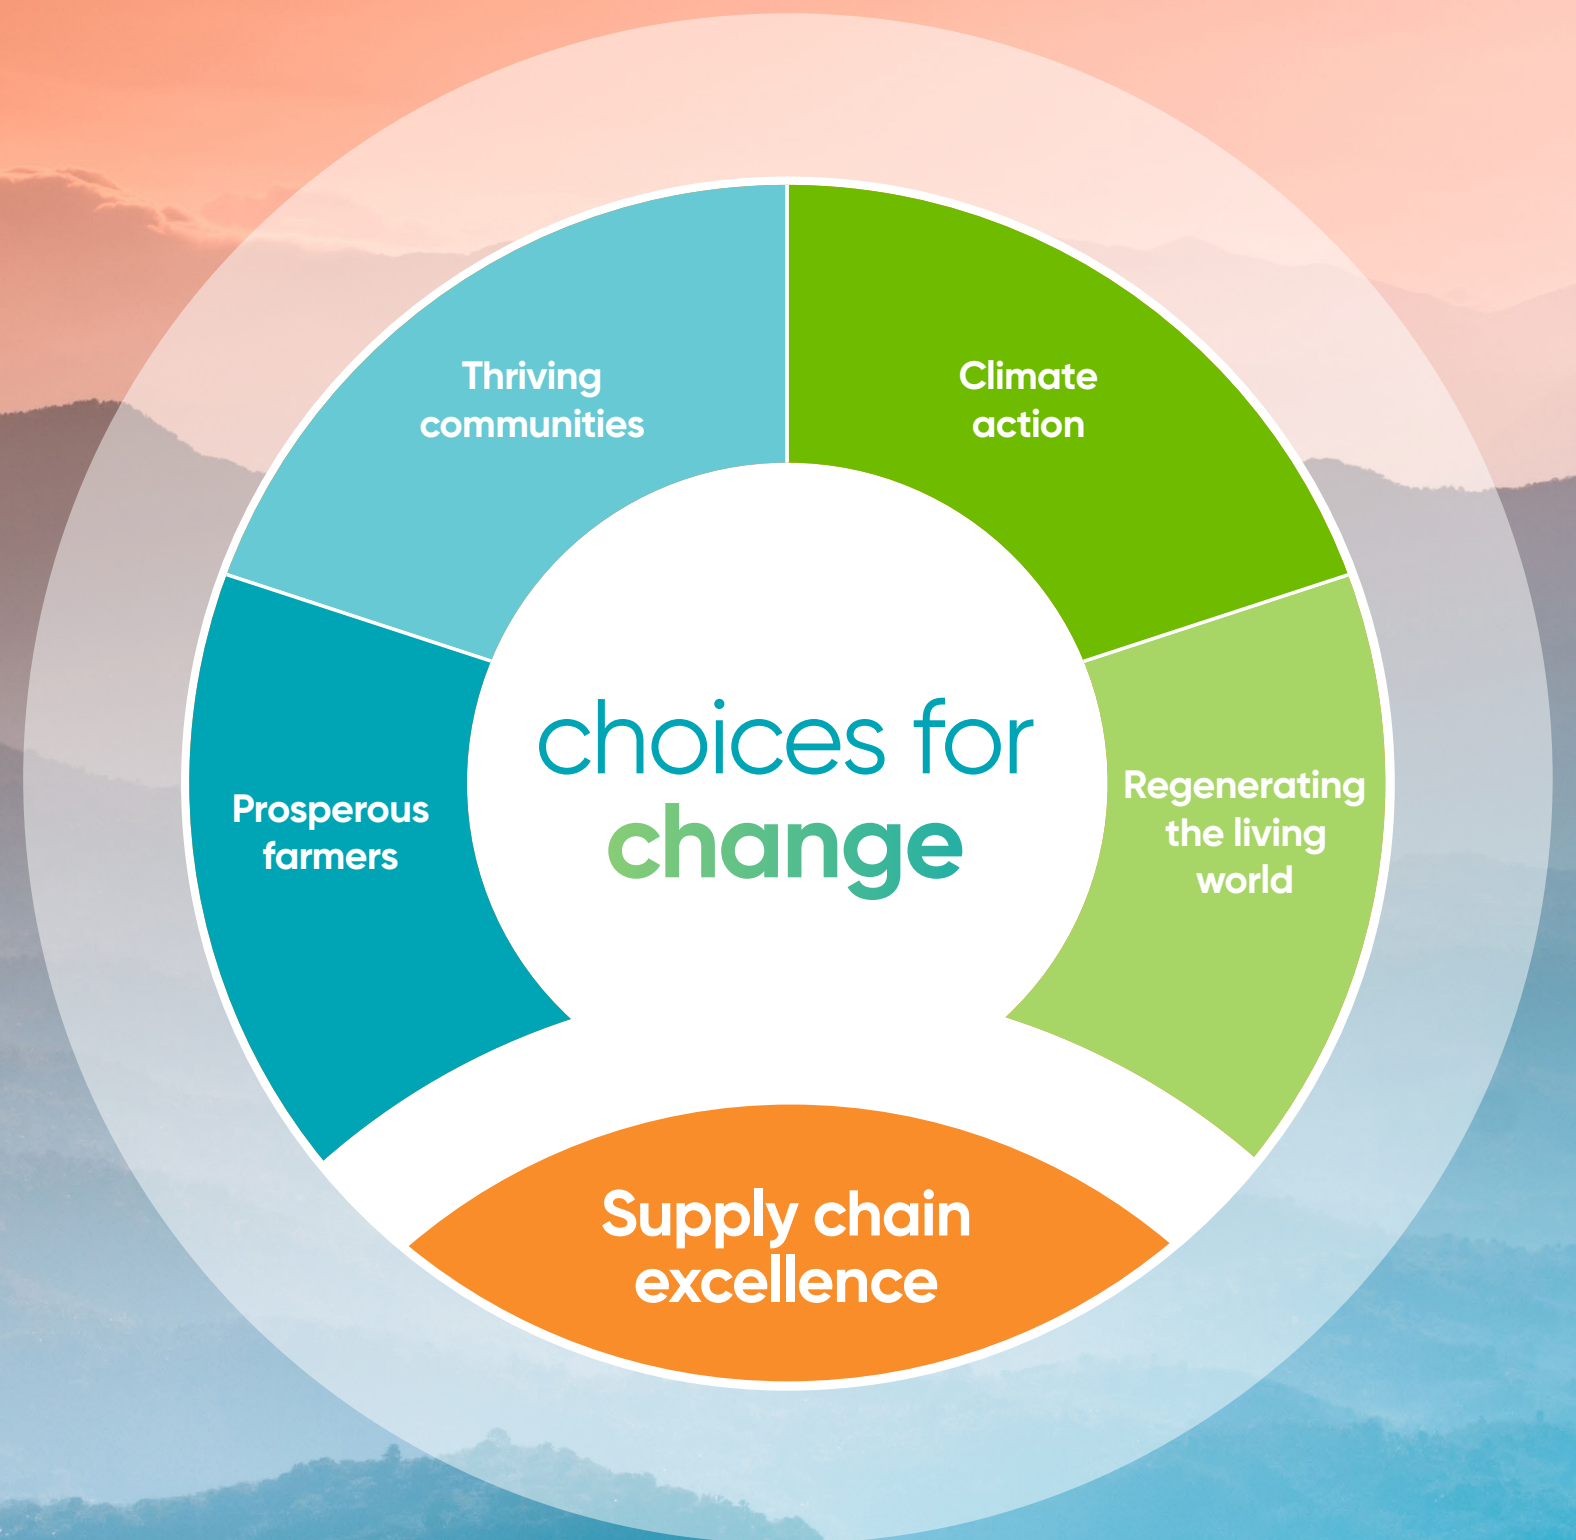 Thriving
communities
Climate
action
Prosperous
farmers
choices for
change
Regenerating
the living
world
Supply chain
excellence